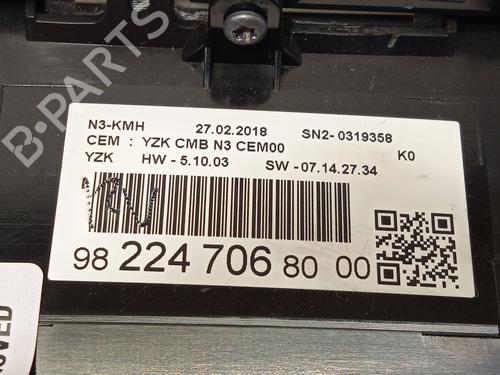 N3-KMH 27.02.2018 SN2- 0319358
CEM : YZK CMB N3 CEM00 K0
YZK HW - 5.10.03 SW - 07.14.27.34
98 224 706 80 00